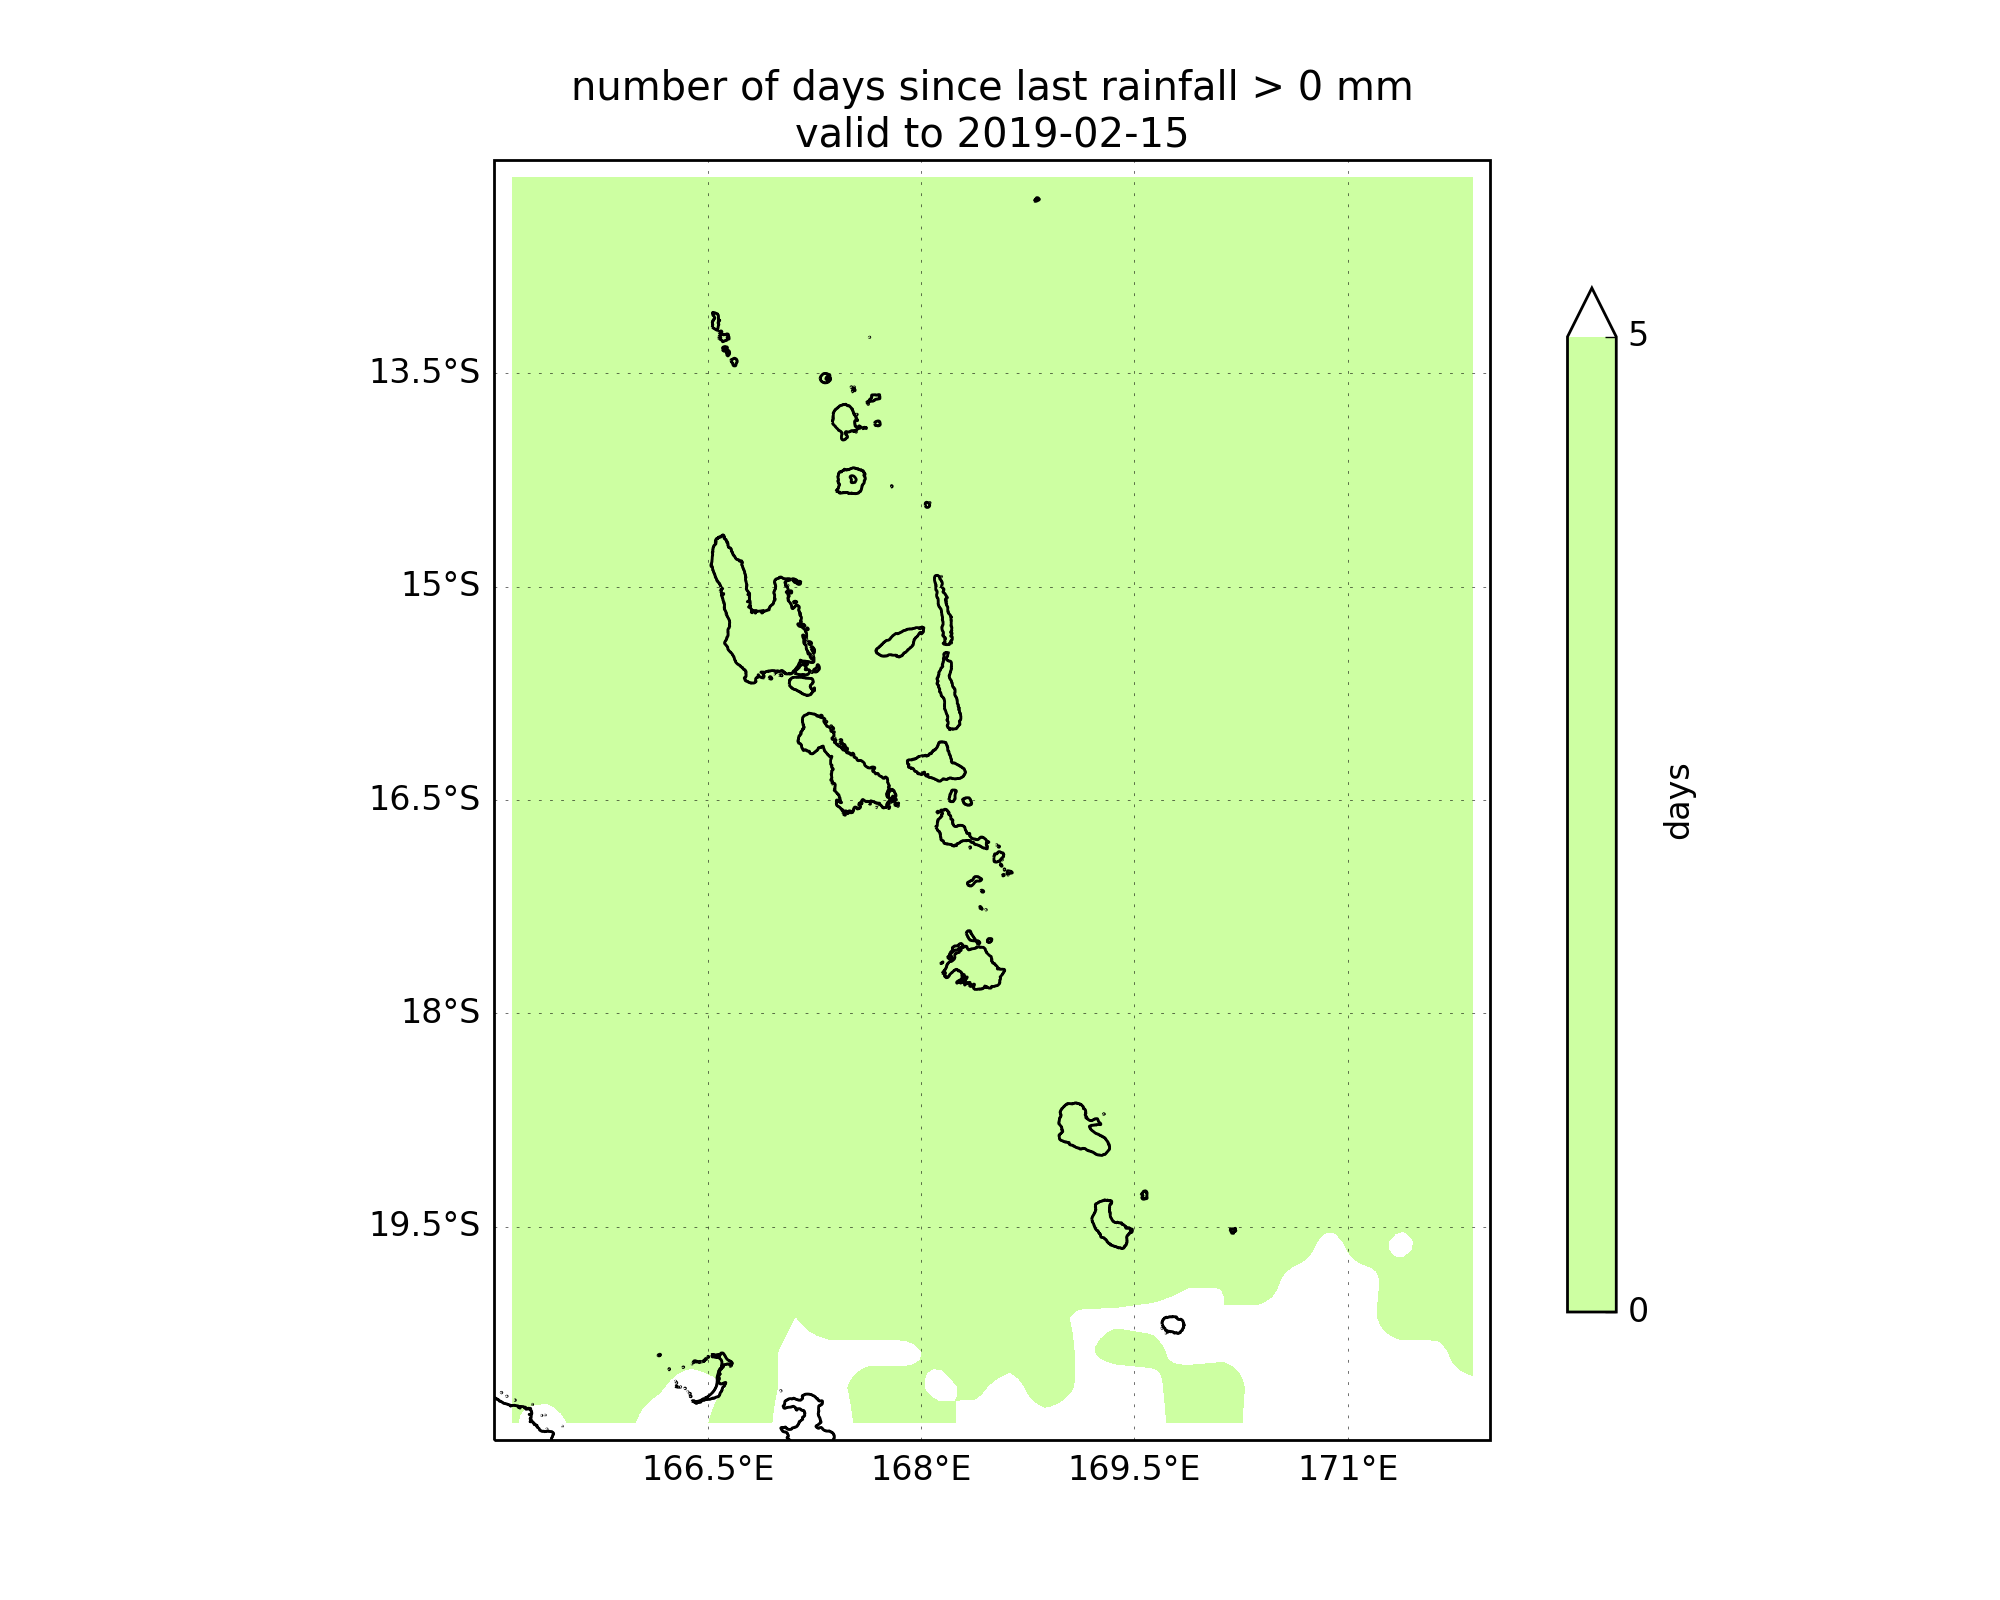 number of days since last rainfall > 0 mm
valid to 2019-02-15
13.5°S
15°S
16.5°S
18°S
19.5°S
166.5°E
168°E
169.5°E
171°E
5
0
days